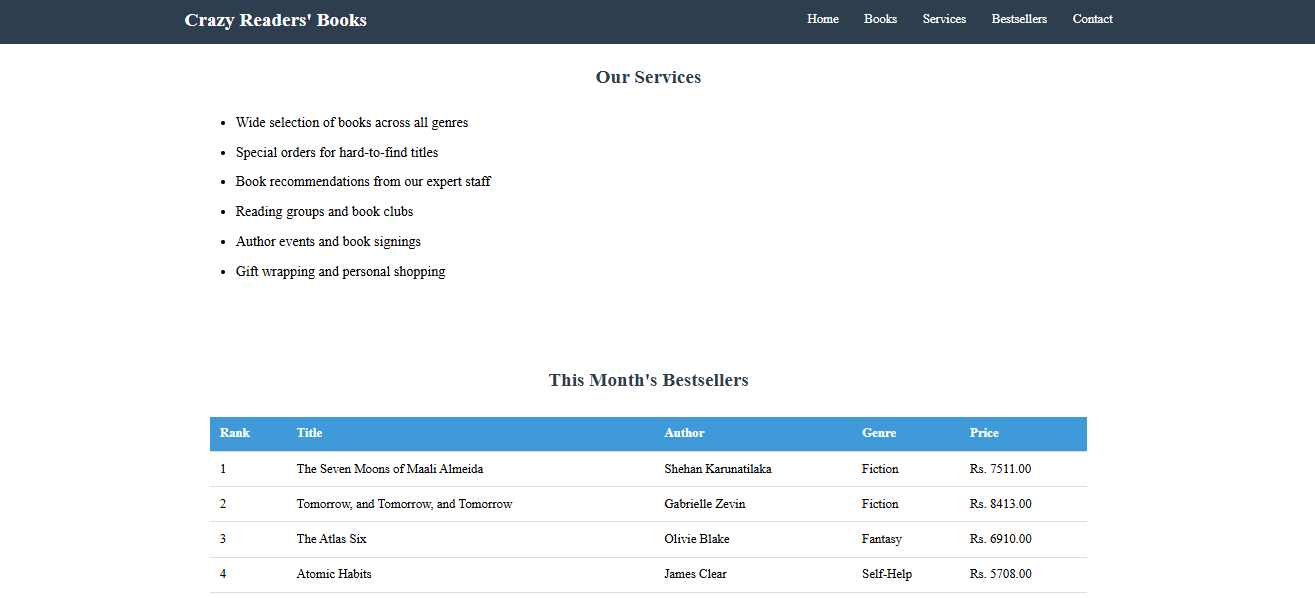 Crazy Readers' Books Home Books Services Bestsellers Contact
Our Services
• Wide selection of books across all genres
• Special orders for hard-to-find titles
• Book recommendations from our expert staff
• Reading groups and book clubs
• Author events and book signings
• Gift wrapping and personal shopping
This Month's Bestsellers
Rank Title Author Genre Price
1 The Seven Moons of Maali Almeida Shehan Karunatilaka Fiction Rs. 7511.00
2 Tomorrow, and Tomorrow, and Tomorrow Gabrielle Zevin Fiction Rs. 8413.00
3 The Atlas Six Olivie Blake Fantasy Rs. 6910.00
4 Atomic Habits James Clear Self-Help Rs. 5708.00